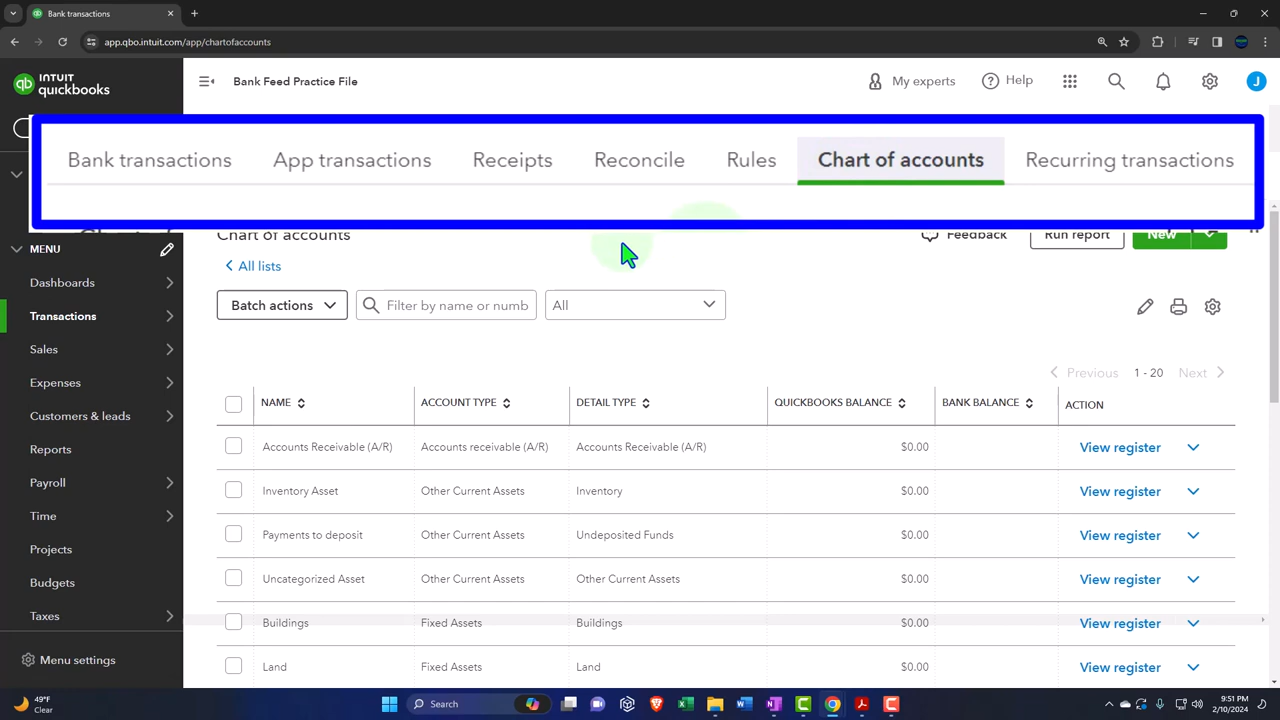 Bank transactions
app.qbo.intuit.com/app/chartofaccounts
INTUIT
quickbooks
Bank Feed Practice File
My experts
Help
J
Bank transactions App transactions Receipts Reconcile Rules Chart of accounts Recurring transactions
Chart of accounts
Feedback
Run report
New
MENU
All lists
Dashboards
Transactions
Sales
Expenses
Customers & leads
Reports
Payroll
Time
Projects
Budgets
Taxes
Menu settings
Batch actions
Filter by name or numb
All
Previous 1 - 20 Next
NAME ACCOUNT TYPE DETAIL TYPE QUICKBOOKS BALANCE BANK BALANCE ACTION
Accounts Receivable (A/R) Accounts receivable (A/R) Accounts Receivable (A/R) $0.00 View register
Inventory Asset Other Current Assets Inventory $0.00 View register
Payments to deposit Other Current Assets Undeposited Funds $0.00 View register
Uncategorized Asset Other Current Assets Other Current Assets $0.00 View register
Buildings Fixed Assets Buildings $0.00 View register
Land Fixed Assets Land $0.00 View register
49°F
Clear
Search
9:51 PM
2/10/2024